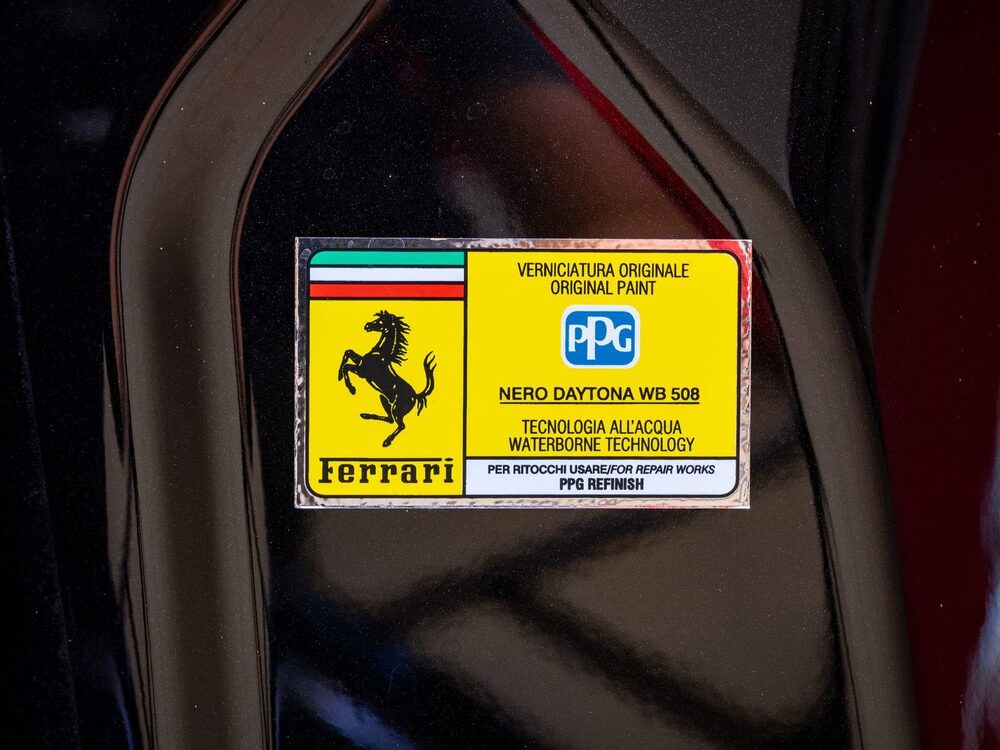 Ferrari
VERNICIATURA ORIGINALE
ORIGINAL PAINT
PPG
NERO DAYTONA WB 508
TECNOLOGIA ALL'ACQUA
WATERBORNE TECHNOLOGY
PER RITOCCHI USARE/FOR REPAIR WORKS
PPG REFINISH